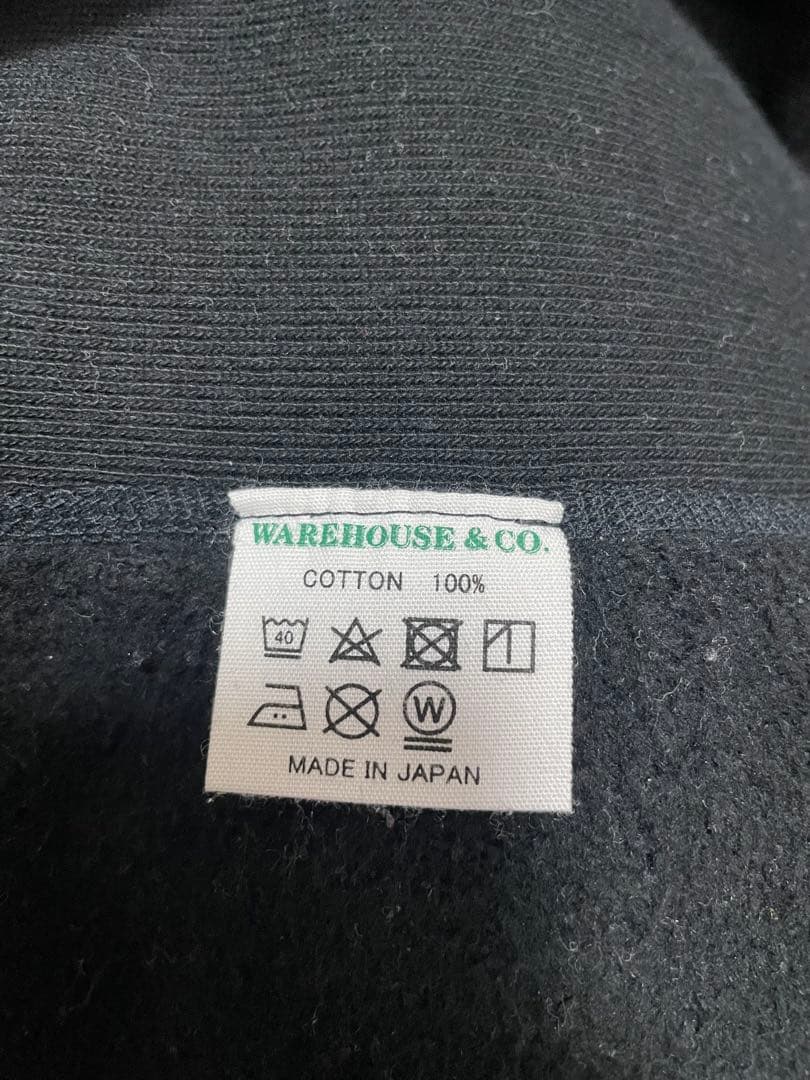 WAREHOUSE & CO.
COTTON 100%
40
W
MADE IN JAPAN